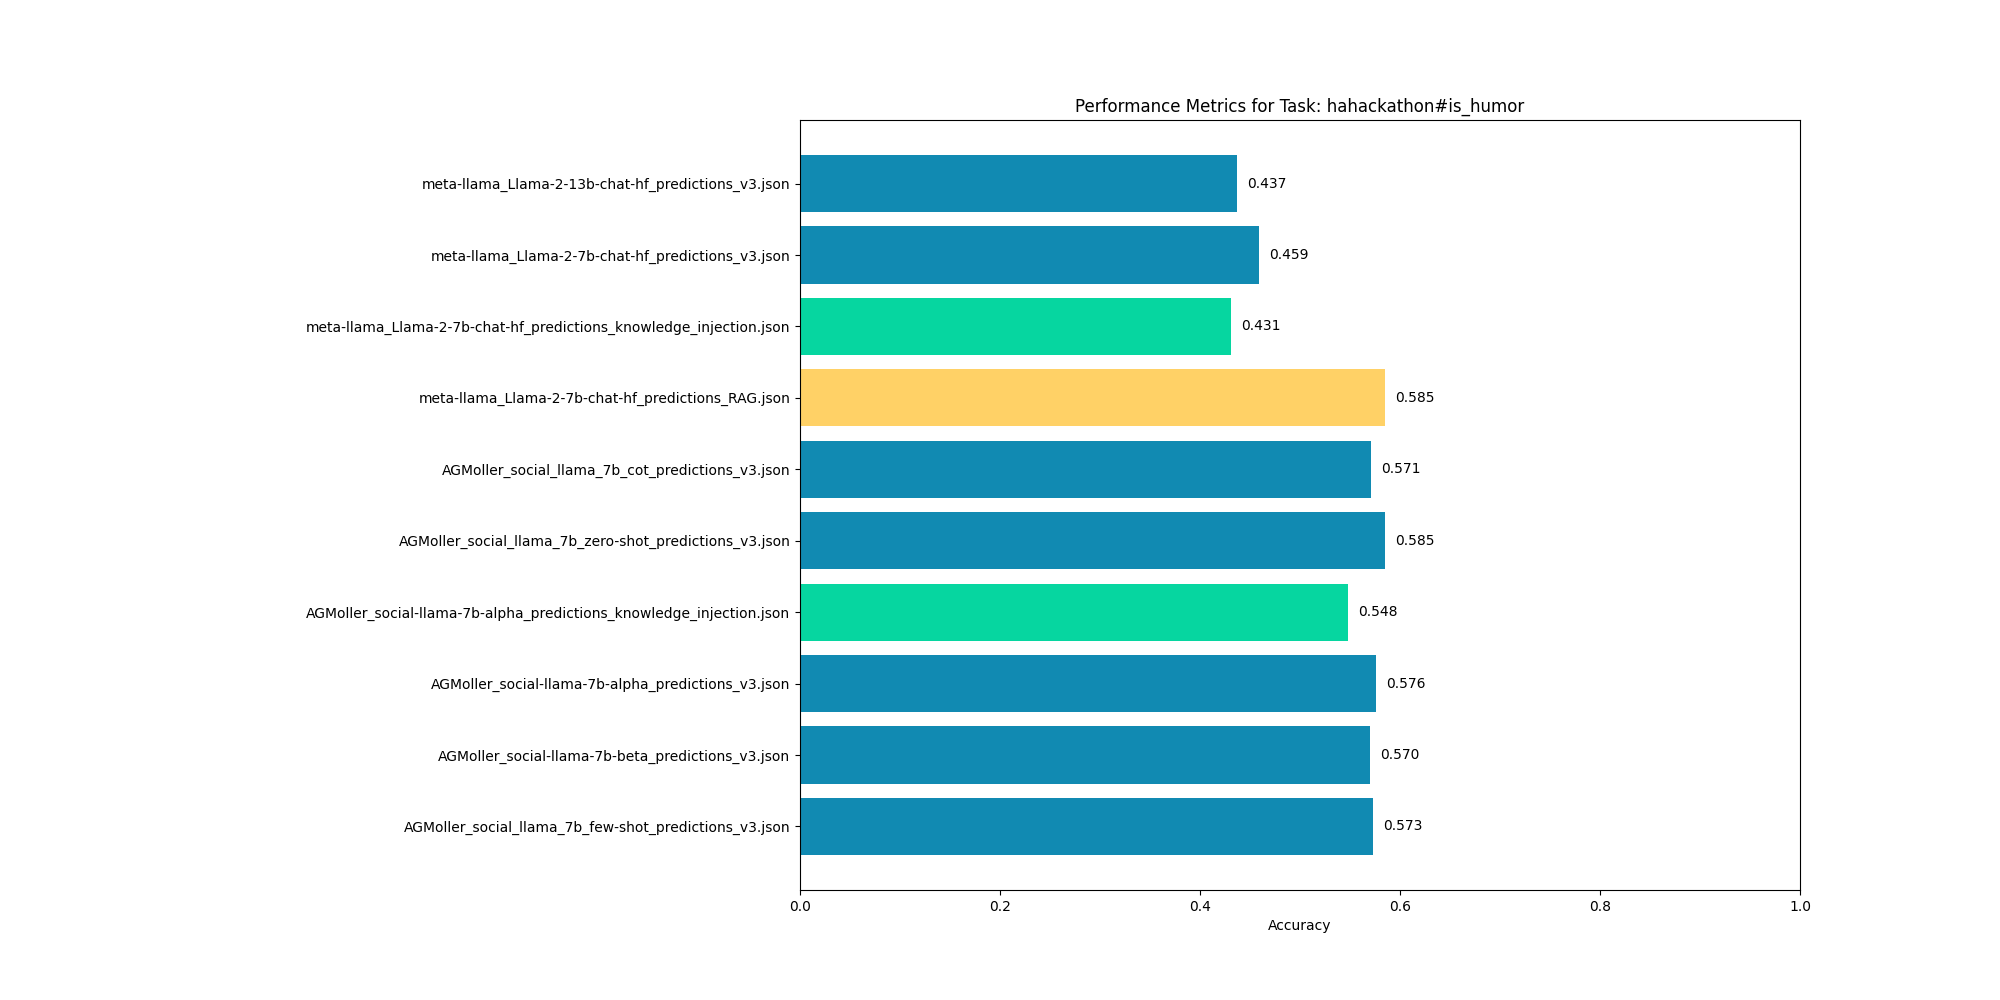 Performance Metrics for Task: hahackathon#is_humor
meta-llama_Llama-2-13b-chat-hf_predictions_v3.json 0.437
meta-llama_Llama-2-7b-chat-hf_predictions_v3.json 0.459
meta-llama_Llama-2-7b-chat-hf_predictions_knowledge_injection.json 0.431
meta-llama_Llama-2-7b-chat-hf_predictions_RAG.json 0.585
AGMoller_social_llama_7b_cot_predictions_v3.json 0.571
AGMoller_social_llama_7b_zero-shot_predictions_v3.json 0.585
AGMoller_social-llama-7b-alpha_predictions_knowledge_injection.json 0.548
AGMoller_social-llama-7b-alpha_predictions_v3.json 0.576
AGMoller_social-llama-7b-beta_predictions_v3.json 0.570
AGMoller_social_llama_7b_few-shot_predictions_v3.json 0.573
0.0 0.2 0.4 0.6 0.8 1.0
Accuracy